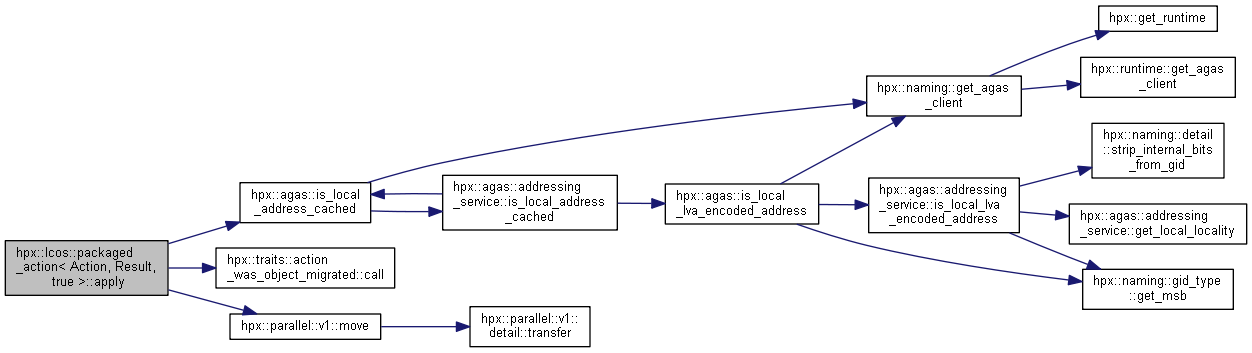 hpx::lcos::packaged
_action< Action, Result,
true >::apply
hpx::agas::is_local
_address_cached
hpx::traits::action
_was_object_migrated::call
hpx::parallel::v1::move
hpx::agas::addressing
_service::is_local_address
_cached
hpx::parallel::v1::
detail::transfer
hpx::agas::is_local
_lva_encoded_address
hpx::naming::get_agas
_client
hpx::agas::addressing
_service::is_local_lva
_encoded_address
hpx::get_runtime
hpx::runtime::get_agas
_client
hpx::naming::detail
::strip_internal_bits
_from_gid
hpx::agas::addressing
_service::get_local_locality
hpx::naming::gid_type
::get_msb